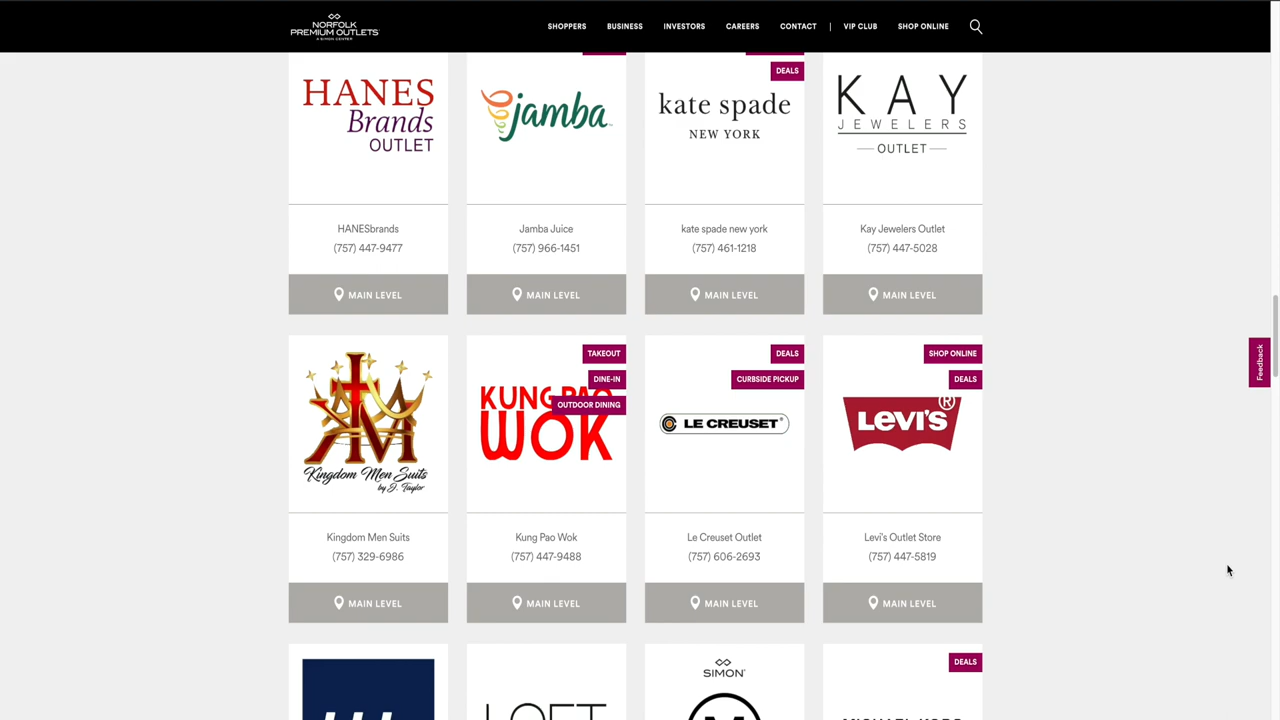 NORFOLK
PREMIUM OUTLETS
A SIMON CENTER
SHOPPERS BUSINESS INVESTORS CAREERS CONTACT | VIP CLUB SHOP ONLINE
DEALS
HANES
Brands
OUTLET
jamba
kate spade
NEW YORK
KAY
JEWELERS
OUTLET
HANESbrands
(757) 447-9477
Jamba Juice
(757) 966-1451
kate spade new york
(757) 461-1218
Kay Jewelers Outlet
(757) 447-5028
MAIN LEVEL
MAIN LEVEL
MAIN LEVEL
MAIN LEVEL
Feedback
Kingdom Men Suits
by J. Taylor
TAKEOUT
DINE-IN
OUTDOOR DINING
KUNG PAO
WOK
DEALS
CURBSIDE PICKUP
LE CREUSET®
SHOP ONLINE
DEALS
Levi's®
Kingdom Men Suits
(757) 329-6986
Kung Pao Wok
(757) 447-9488
Le Creuset Outlet
(757) 606-2693
Levi's Outlet Store
(757) 447-5819
MAIN LEVEL
MAIN LEVEL
MAIN LEVEL
MAIN LEVEL
LOFT
SIMON
M
DEALS
MICHAEL KORS